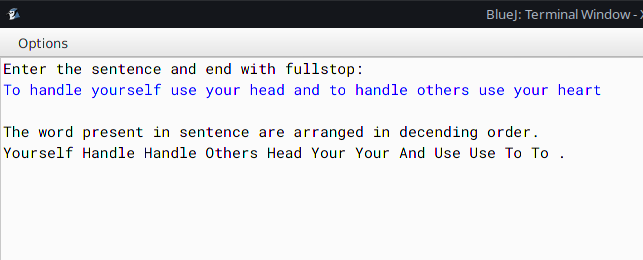 BlueJ: Terminal Window -
Options
Enter the sentence and end with fullstop:
To handle yourself use your head and to handle others use your heart
The word present in sentence are arranged in decending order.
Yourself Handle Handle Others Head Your Your And Use Use To To .